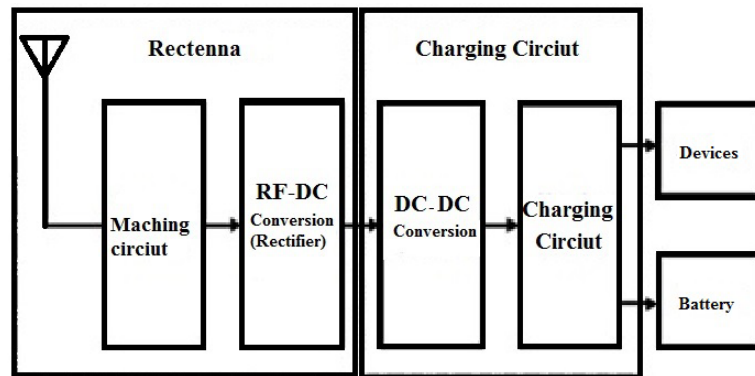 Rectenna
Charging Circiut
Maching
circiut
RF-DC
Conversion
(Rectifier)
DC-DC
Conversion
Charging
Circiut
Devices
Battery